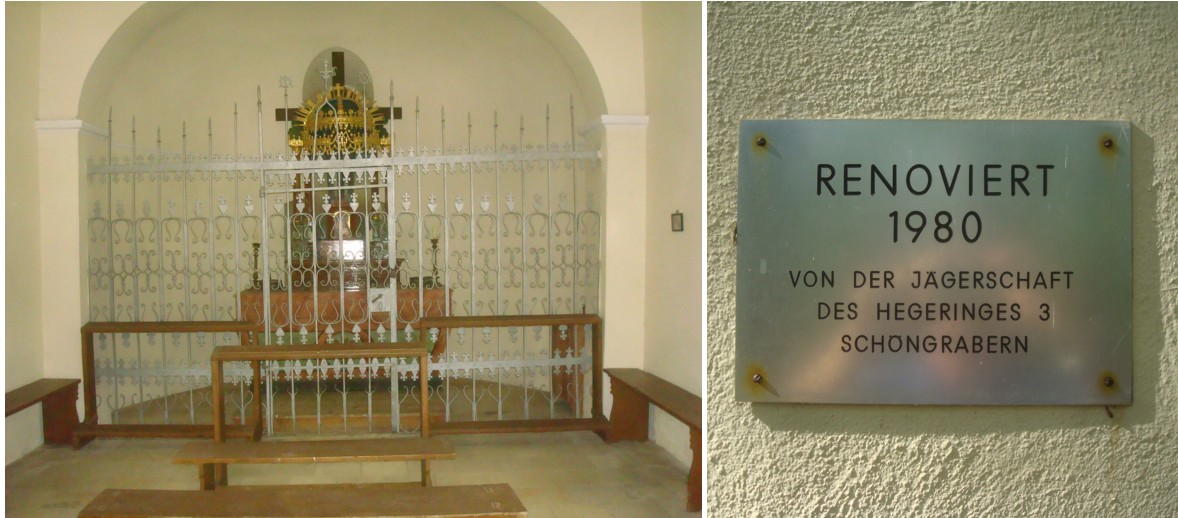 RENOVIERT
1980
VON DER JÄGERSCHAFT
DES HEGERINGES 3
SCHÖNGRABERN